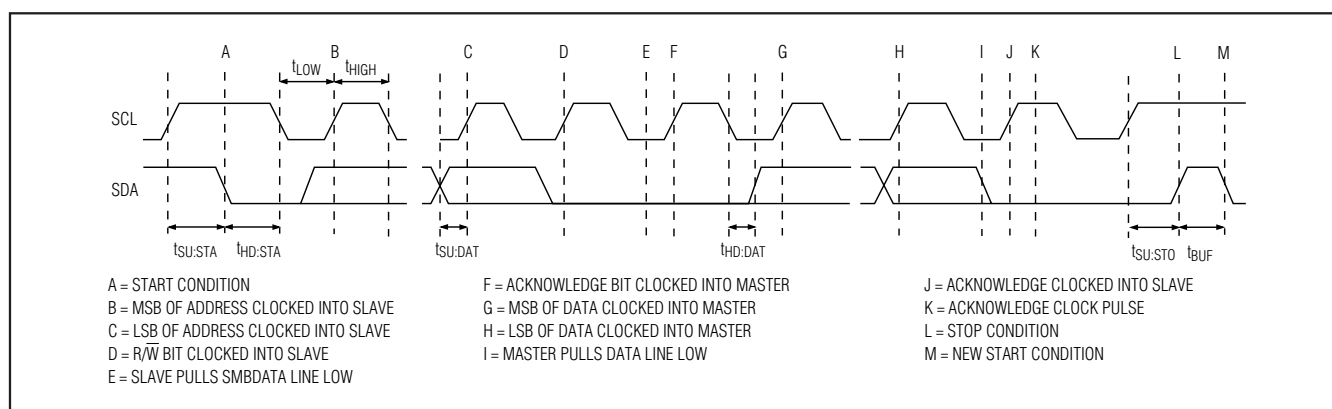 A B C D E F G H I J K L M
tLOW tHIGH
SCL
SDA
tSU:STA tHD:STA tSU:DAT tHD:DAT tSU:STO tBUF
A = START CONDITION
B = MSB OF ADDRESS CLOCKED INTO SLAVE
C = LSB OF ADDRESS CLOCKED INTO SLAVE
D = R/W̅ BIT CLOCKED INTO SLAVE
E = SLAVE PULLS SMBDATA LINE LOW
F = ACKNOWLEDGE BIT CLOCKED INTO MASTER
G = MSB OF DATA CLOCKED INTO MASTER
H = LSB OF DATA CLOCKED INTO MASTER
I = MASTER PULLS DATA LINE LOW
J = ACKNOWLEDGE CLOCKED INTO SLAVE
K = ACKNOWLEDGE CLOCK PULSE
L = STOP CONDITION
M = NEW START CONDITION